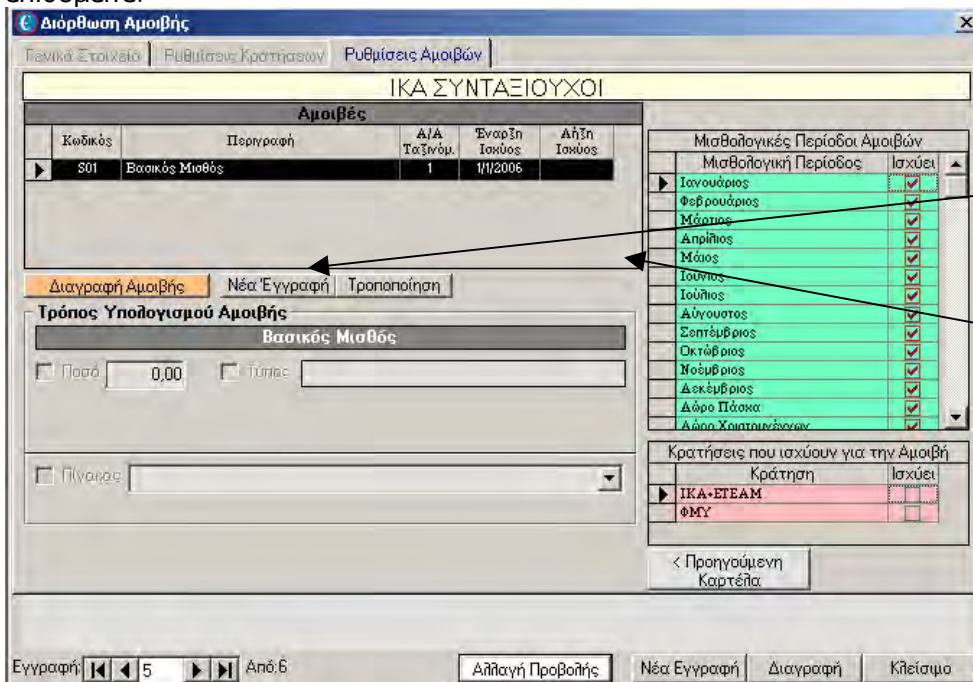 Διόρθωση Αμοιβής
Γενικά Στοιχεία Ρυθμίσεις Κρατήσεων Ρυθμίσεις Αμοιβών
ΙΚΑ ΣΥΝΤΑΞΙΟΥΧΟΙ
Αμοιβές
Κωδικός Περιγραφή Α/Α Ταξινόμ. Έναρξη Ισχύος Λήξη Ισχύος
S01 Βασικός Μισθός 1 1/1/2006
Διαγραφή Αμοιβής Νέα Έγγραφή Τροποποίηση
Τρόπος Υπολογισμού Αμοιβής
Βασικός Μισθός
Ποσό 0,00 Τύπος
Πίνακας
Μισθολογικές Περίοδοι Αμοιβών
Μισθολογική Περίοδος Ισχύει
Ιανουάριος
Φεβρουάριος
Μάρτιος
Απρίλιος
Μάιος
Ιούνιος
Ιούλιος
Αύγουστος
Σεπτέμβριος
Οκτώβριος
Νοέμβριος
Δεκέμβριος
Δώρο Πάσχα
Δώρο Χριστουγέννων
Κρατήσεις που ισχύουν για την Αμοιβή
Κράτηση Ισχύει
ΙΚΑ+ΕΤΕΑΜ
ΦΜΥ
< Προηγούμενη
Καρτέλα
Εγγραφή: 5 Από:6 Αλλαγή Προβολής Νέα Εγγραφή Διαγραφή Κλείσιμο